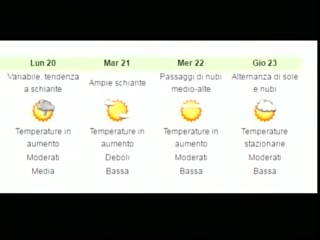 Lun 20 Mar 21 Mer 22 Gio 23
Variabile, tendenza a schiarite Ampie schiarite Passaggi di nubi medio-alte Alternanza di sole e nubi
Temperature in aumento Temperature in aumento Temperature in aumento Temperature stazionarie
Moderati Deboli Moderati Moderati
Media Bassa Bassa Bassa